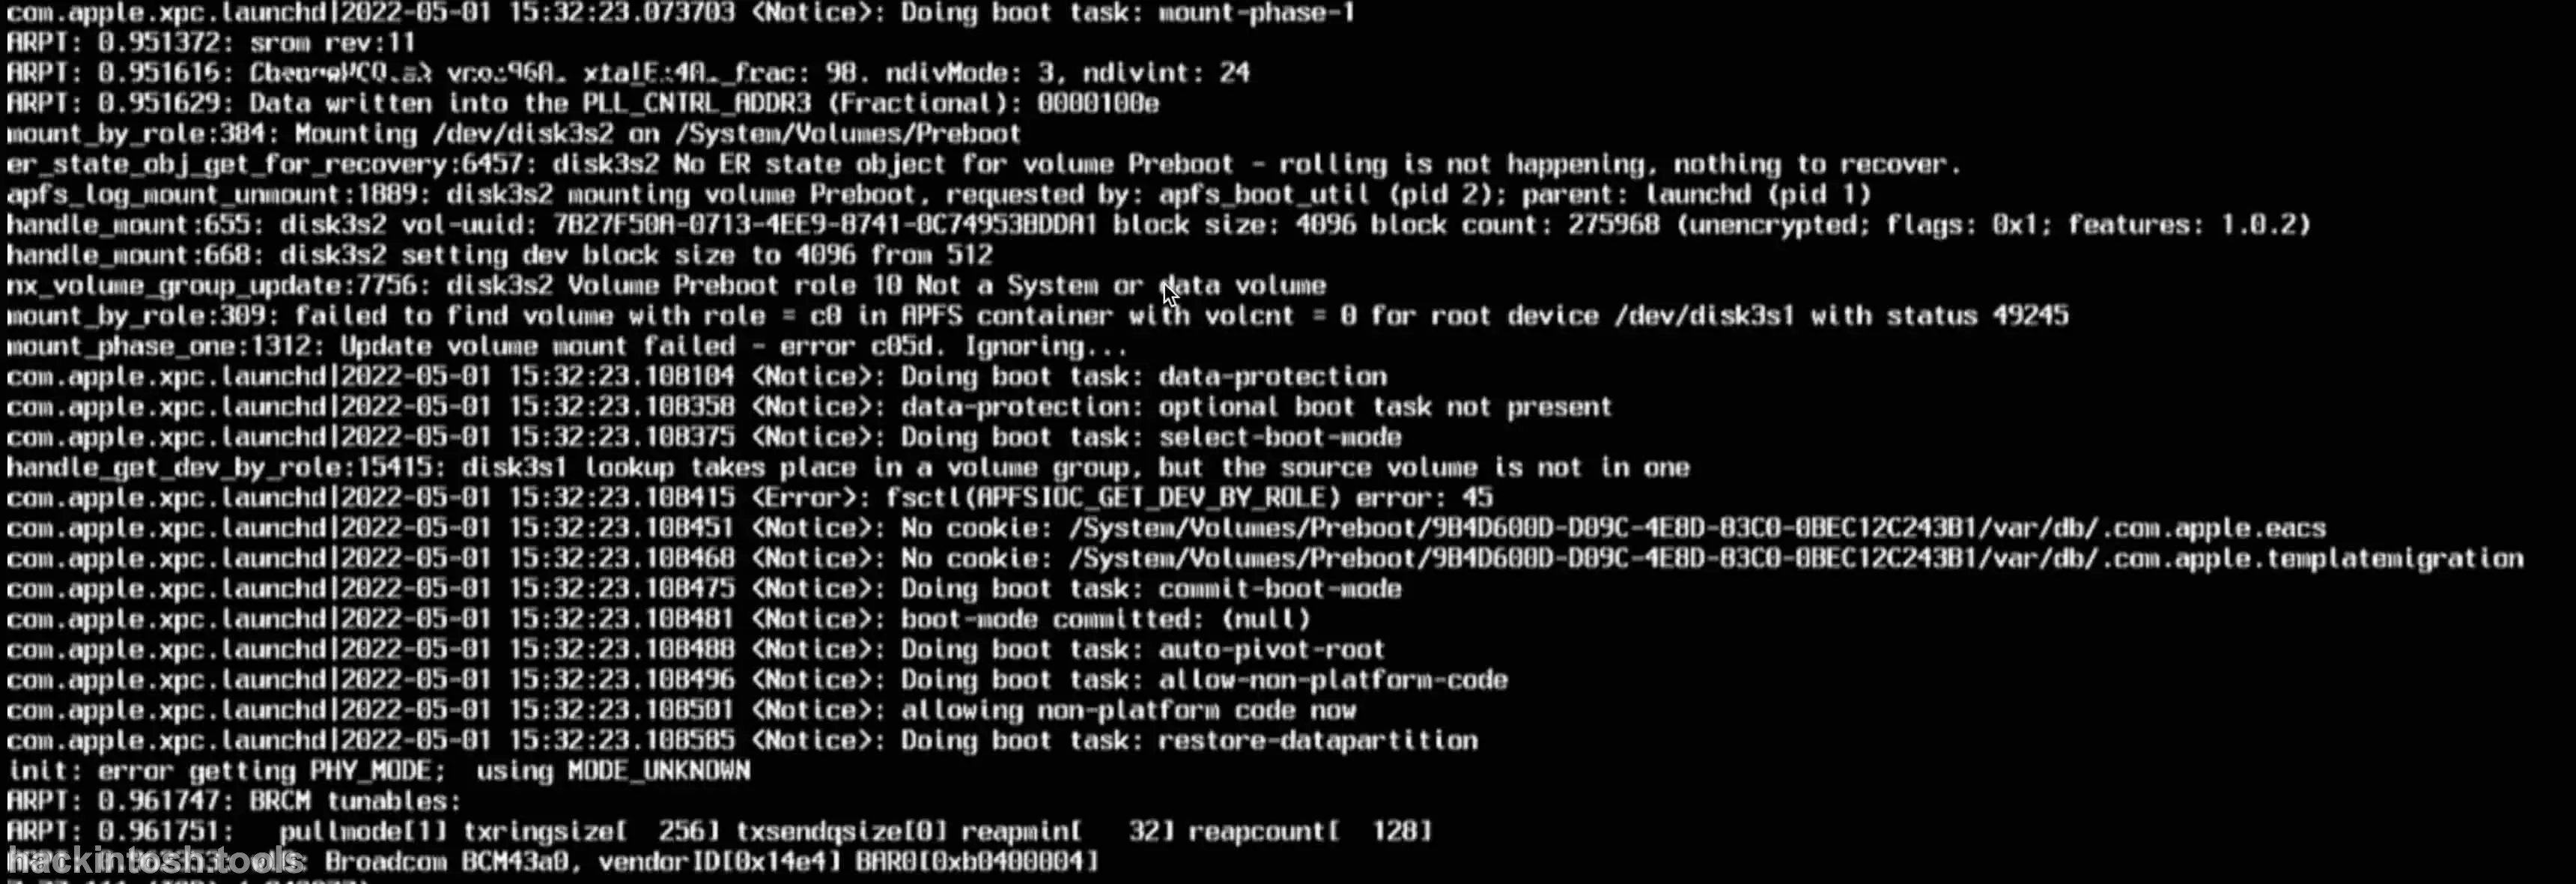 com.apple.xpc.launchd|2022-05-01 15:32:23.073703 <Notice>: Doing boot task: mount-phase-1
ARPT: 0.951372: srom rev:11
ARPT: 0.951616: frac: 98. ndivMode: 3, ndivint: 24
ARPT: 0.951629: Data written into the PLL_CNTRL_ADDR3 (Fractional): 0000100e
mount_by_role:384: Mounting /dev/disk3s2 on /System/Volumes/Preboot
er_state_obj_get_for_recovery:6457: disk3s2 No ER state object for volume Preboot - rolling is not happening, nothing to recover.
apfs_log_mount_unmount:1889: disk3s2 mounting volume Preboot, requested by: apfs_boot_util (pid 2); parent: launchd (pid 1)
handle_mount:655: disk3s2 vol-uuid: 7B27F50A-0713-4EE9-8741-0C74953BDDA1 block size: 4096 block count: 275968 (unencrypted; flags: 0x1; features: 1.0.2)
handle_mount:668: disk3s2 setting dev block size to 4096 from 512
nx_volume_group_update:7756: disk3s2 Volume Preboot role 10 Not a System or data volume
mount_by_role:309: failed to find volume with role = c0 in APFS container with volcnt = 0 for root device /dev/disk3s1 with status 49245
mount_phase_one:1312: Update volume mount failed - error c05d. Ignoring...
com.apple.xpc.launchd|2022-05-01 15:32:23.108104 <Notice>: Doing boot task: data-protection
com.apple.xpc.launchd|2022-05-01 15:32:23.108358 <Notice>: data-protection: optional boot task not present
com.apple.xpc.launchd|2022-05-01 15:32:23.108375 <Notice>: Doing boot task: select-boot-mode
handle_get_dev_by_role:15415: disk3s1 lookup takes place in a volume group, but the source volume is not in one
com.apple.xpc.launchd|2022-05-01 15:32:23.108415 <Error>: fsctl(APFSIOC_GET_DEV_BY_ROLE) error: 45
com.apple.xpc.launchd|2022-05-01 15:32:23.108451 <Notice>: No cookie: /System/Volumes/Preboot/9B4D600D-D09C-4E8D-83C0-0BEC12C243B1/var/db/.com.apple.eacs
com.apple.xpc.launchd|2022-05-01 15:32:23.108468 <Notice>: No cookie: /System/Volumes/Preboot/9B4D600D-D09C-4E8D-83C0-0BEC12C243B1/var/db/.com.apple.templatemigration
com.apple.xpc.launchd|2022-05-01 15:32:23.108475 <Notice>: Doing boot task: commit-boot-mode
com.apple.xpc.launchd|2022-05-01 15:32:23.108481 <Notice>: boot-mode committed: (null)
com.apple.xpc.launchd|2022-05-01 15:32:23.108488 <Notice>: Doing boot task: auto-pivot-root
com.apple.xpc.launchd|2022-05-01 15:32:23.108496 <Notice>: Doing boot task: allow-non-platform-code
com.apple.xpc.launchd|2022-05-01 15:32:23.108501 <Notice>: allowing non-platform code now
com.apple.xpc.launchd|2022-05-01 15:32:23.108585 <Notice>: Doing boot task: restore-datapartition
init: error getting PHY_MODE;  using MODE_UNKNOWN
ARPT: 0.961747: BRCM tunables:
ARPT: 0.961751:   pullmode[1] txringsize[  256] txsendqsize[0] reapmin[   32] reapcount[  128]
hackintosh.tools
Broadcom BCM43a0, vendorID[0x14e4] BAR0[0xb0400004]